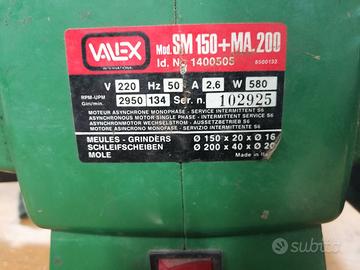 VALEX
INTERNATIONAL
Mod. SM 150+MA.200
Id. No 1400505
6500132
V 220 Hz 50 A 2.6 W 580
RPM-UPM
Giri/min. 2950 134 Serr. n. 102925
MOTEUR ASYNCHRONE MONOPHASE - SERVICE INTERMITTENT S6
ASYNCHRONOUS MOTOR SINGLE PHASE - INTERMITTENT SERVICE S6
ASYNCHRONMOTOR WECHSELSTROM - AUSSETZBETRIEB S6
MOTORE ASINCRONO MONOFASE - SERVIZIO INTERMITTENTE S6
MEULES - GRINDERS Ø 150 x 20 x Ø 16
SCHLEIFSCHEIBEN Ø 200 x 40 x Ø 20
MOLE Made in
subito